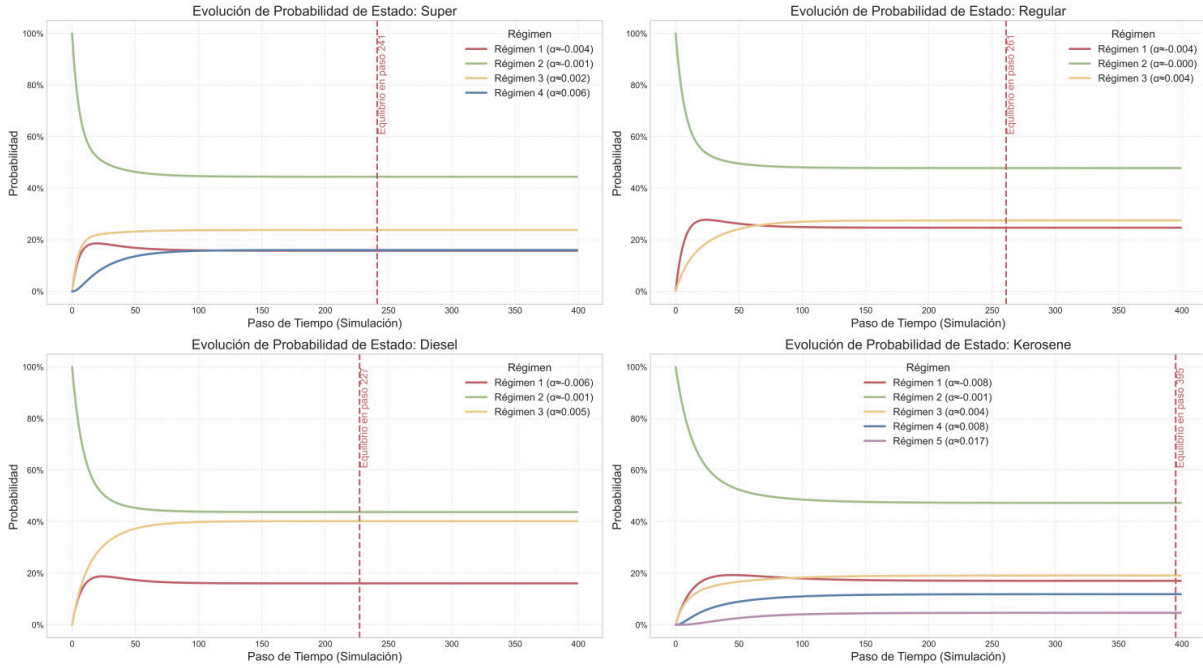 Evolución de Probabilidad de Estado: Super
Probabilidad
100%
80%
60%
40%
20%
0%
Régimen
Régimen 1 (α≈-0.004)
Régimen 2 (α≈-0.001)
Régimen 3 (α≈0.002)
Régimen 4 (α≈0.006)
Equilibrio en paso 241
0 50 100 150 200 250 300 350 400
Paso de Tiempo (Simulación)
Evolución de Probabilidad de Estado: Regular
Probabilidad
100%
80%
60%
40%
20%
0%
Régimen
Régimen 1 (α≈-0.004)
Régimen 2 (α≈-0.000)
Régimen 3 (α≈0.004)
Equilibrio en paso 261
0 50 100 150 200 250 300 350 400
Paso de Tiempo (Simulación)
Evolución de Probabilidad de Estado: Diesel
Probabilidad
100%
80%
60%
40%
20%
0%
Régimen
Régimen 1 (α≈-0.006)
Régimen 2 (α≈-0.001)
Régimen 3 (α≈0.005)
Equilibrio en paso 227
0 50 100 150 200 250 300 350 400
Paso de Tiempo (Simulación)
Evolución de Probabilidad de Estado: Kerosene
Probabilidad
100%
80%
60%
40%
20%
0%
Régimen
Régimen 1 (α≈-0.008)
Régimen 2 (α≈-0.001)
Régimen 3 (α≈0.004)
Régimen 4 (α≈0.008)
Régimen 5 (α≈0.017)
Equilibrio en paso 395
0 50 100 150 200 250 300 350 400
Paso de Tiempo (Simulación)